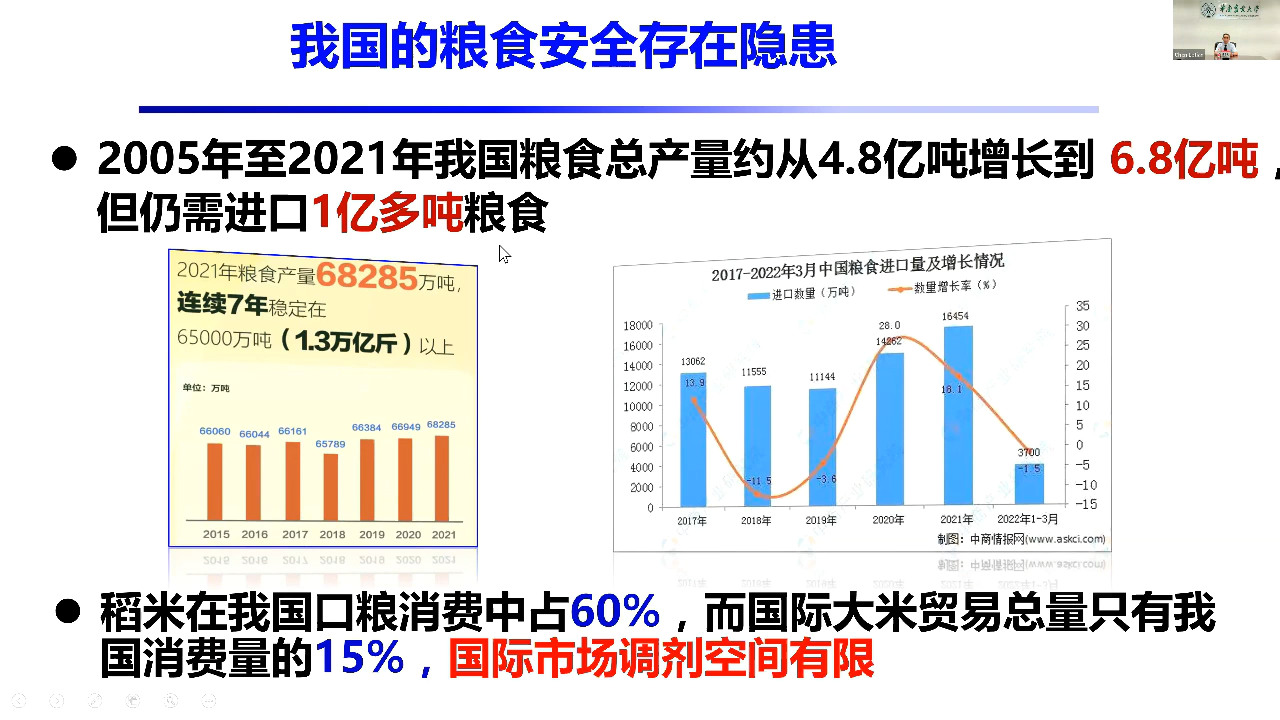 我国的粮食安全存在隐患
● 2005年至2021年我国粮食总产量约从4.8亿吨增长到 6.8亿吨，
但仍需进口1亿多吨粮食
2021年粮食产量68285万吨，
连续7年稳定在
65000万吨（1.3万亿斤）以上
单位：万吨
66060 66044 66161 65789 66384 66949 68285
2015 2016 2017 2018 2019 2020 2021
2017-2022年3月中国粮食进口量及增长情况
进口数量（万吨） 数量增长率（%）
18000
16000
14000
12000
10000
8000
6000
4000
2000
0
13062 11555 11144 14262 16454 3700
13.9 -11.5 -3.6 28.0 18.1 -1.5
35
30
25
20
15
10
5
0
-5
-10
-15
2017年 2018年 2019年 2020年 2021年 2022年1-3月
制图：中商情报网(www.askci.com)
● 稻米在我国口粮消费中占60%，而国际大米贸易总量只有我
国消费量的15%，国际市场调剂空间有限